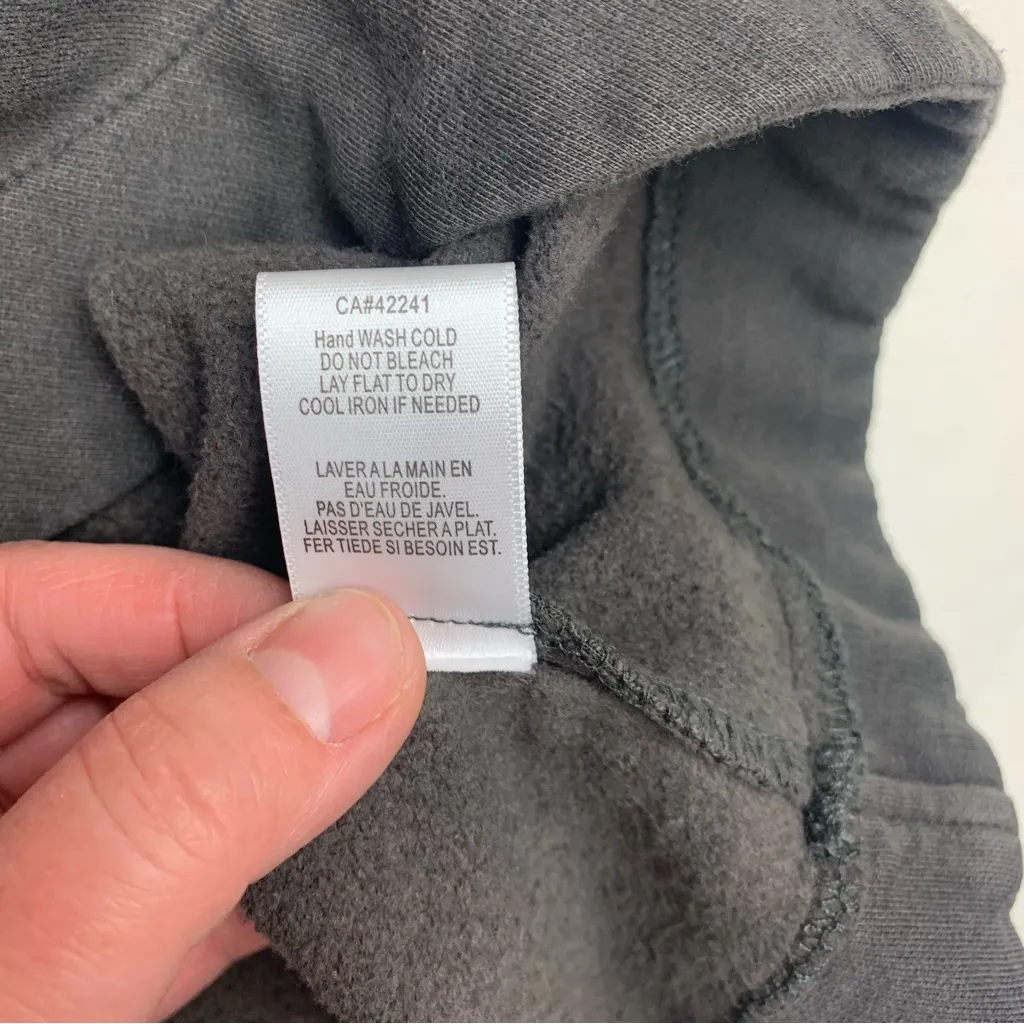 CA#42241
Hand WASH COLD
DO NOT BLEACH
LAY FLAT TO DRY
COOL IRON IF NEEDED
LAVER A LA MAIN EN
EAU FROIDE.
PAS D'EAU DE JAVEL.
LAISSER SECHER A PLAT.
FER TIEDE SI BESOIN EST.